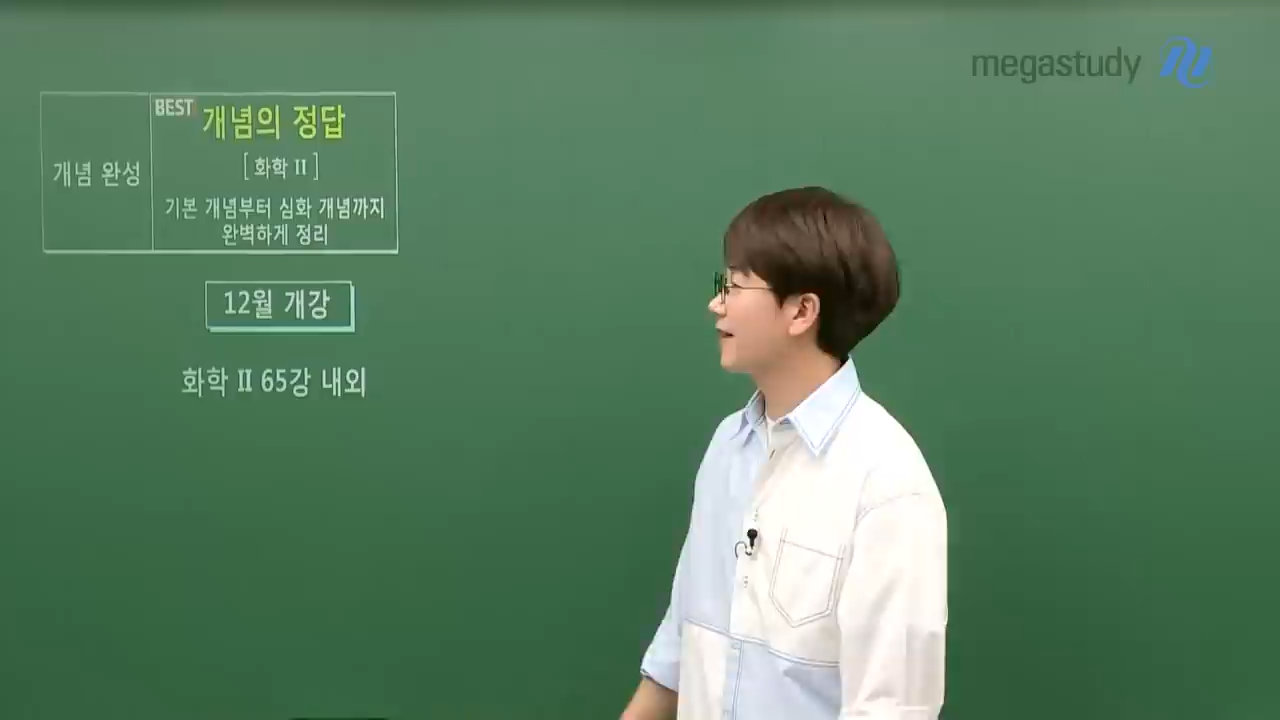 megastudy
개념 완성
BEST
개념의 정답
[화학 II]
기본 개념부터 심화 개념까지
완벽하게 정리
12월 개강
화학 II 65강 내외